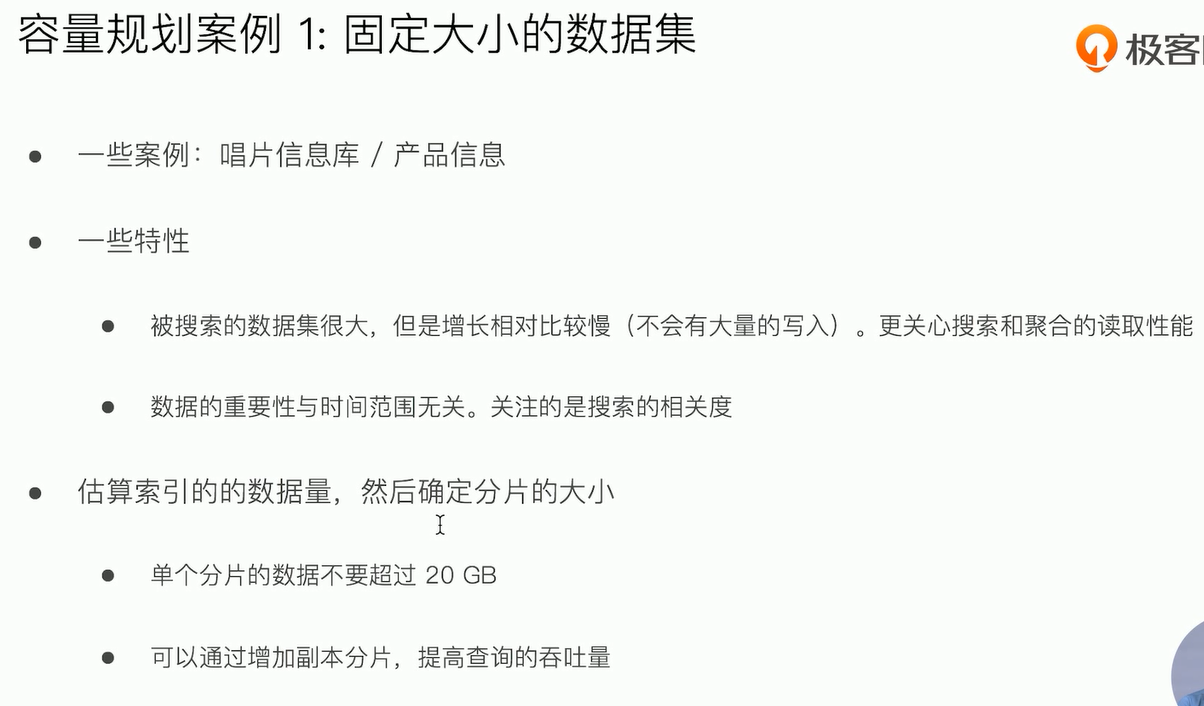 容量规划案例 1: 固定大小的数据集
极客
一些案例：唱片信息库 / 产品信息
一些特性
被搜索的数据集很大，但是增长相对比较慢（不会有大量的写入）。更关心搜索和聚合的读取性能
数据的重要性与时间范围无关。关注的是搜索的相关度
估算索引的的数据量，然后确定分片的大小
单个分片的数据不要超过 20 GB
可以通过增加副本分片，提高查询的吞吐量